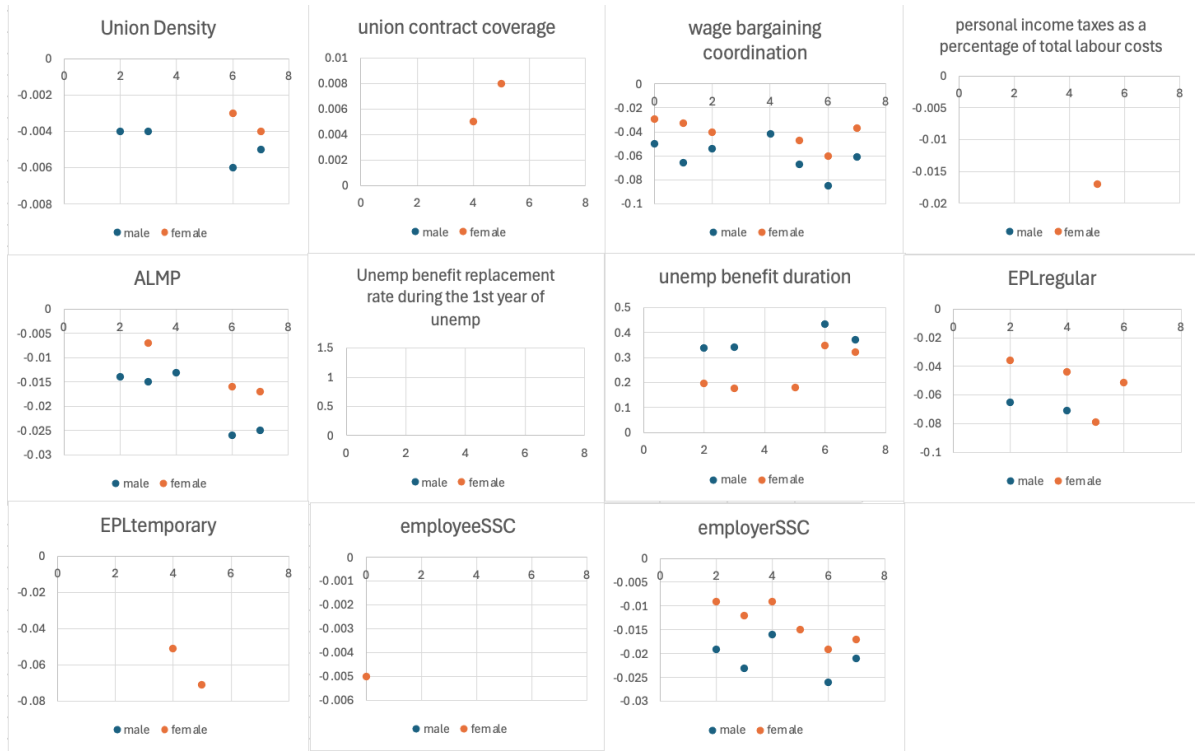 Union Density
0
0 2 4 6 8
-0.002
-0.004
-0.006
-0.008
male female
union contract coverage
0.01
0.008
0.006
0.004
0.002
0
0 2 4 6 8
male female
wage bargaining
coordination
0
0 2 4 6 8
-0.02
-0.04
-0.06
-0.08
-0.1
male female
personal income taxes as a
percentage of total labour costs
0
0 2 4 6 8
-0.005
-0.01
-0.015
-0.02
male female
ALMP
0
0 2 4 6 8
-0.005
-0.01
-0.015
-0.02
-0.025
-0.03
male female
Unemp benefit replacement
rate during the 1st year of
unemp
1.5
1
0.5
0
0 2 4 6 8
male female
unemp benefit duration
0.5
0.4
0.3
0.2
0.1
0
0 2 4 6 8
male female
EPLregular
0
0 2 4 6 8
-0.02
-0.04
-0.06
-0.08
-0.1
male female
EPLtemporary
0
0 2 4 6 8
-0.02
-0.04
-0.06
-0.08
male female
employeeSSC
0
0 2 4 6 8
-0.001
-0.002
-0.003
-0.004
-0.005
-0.006
male female
employerSSC
0
0 2 4 6 8
-0.005
-0.01
-0.015
-0.02
-0.025
-0.03
male female